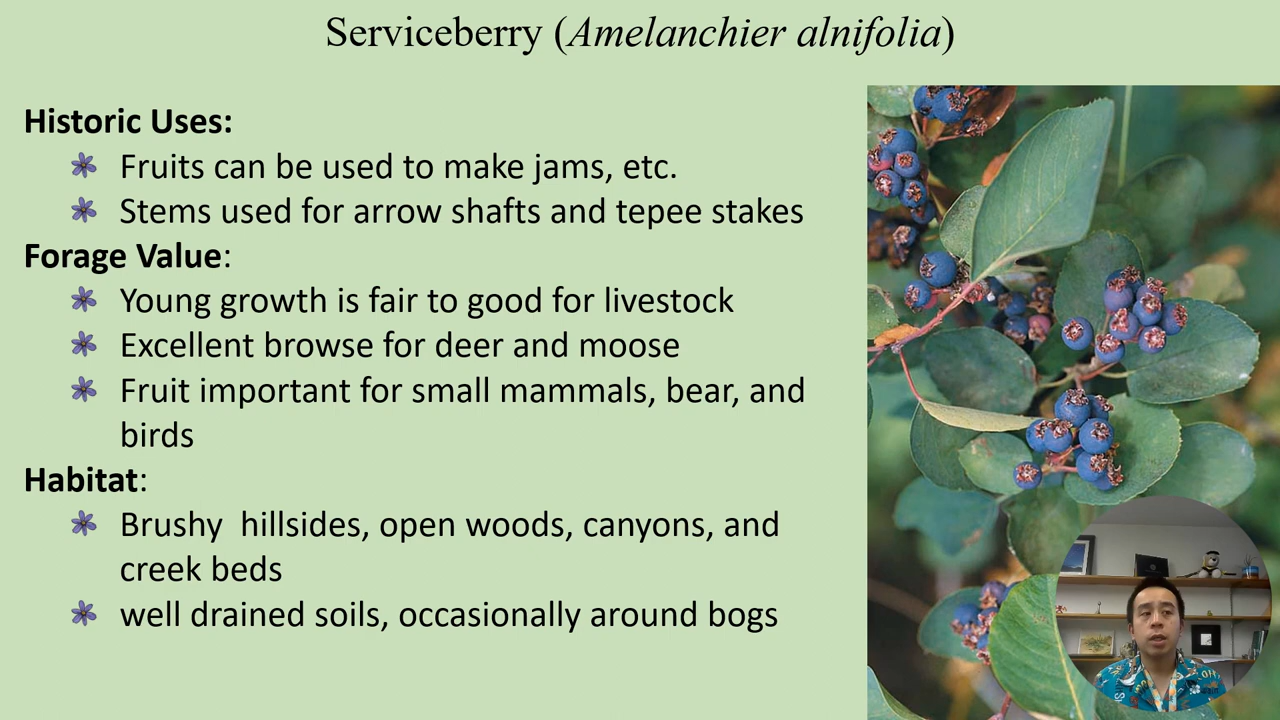 Serviceberry (Amelanchier alnifolia)
Historic Uses:
Fruits can be used to make jams, etc.
Stems used for arrow shafts and tepee stakes
Forage Value:
Young growth is fair to good for livestock
Excellent browse for deer and moose
Fruit important for small mammals, bear, and
birds
Habitat:
Brushy  hillsides, open woods, canyons, and
creek beds
well drained soils, occasionally around bogs